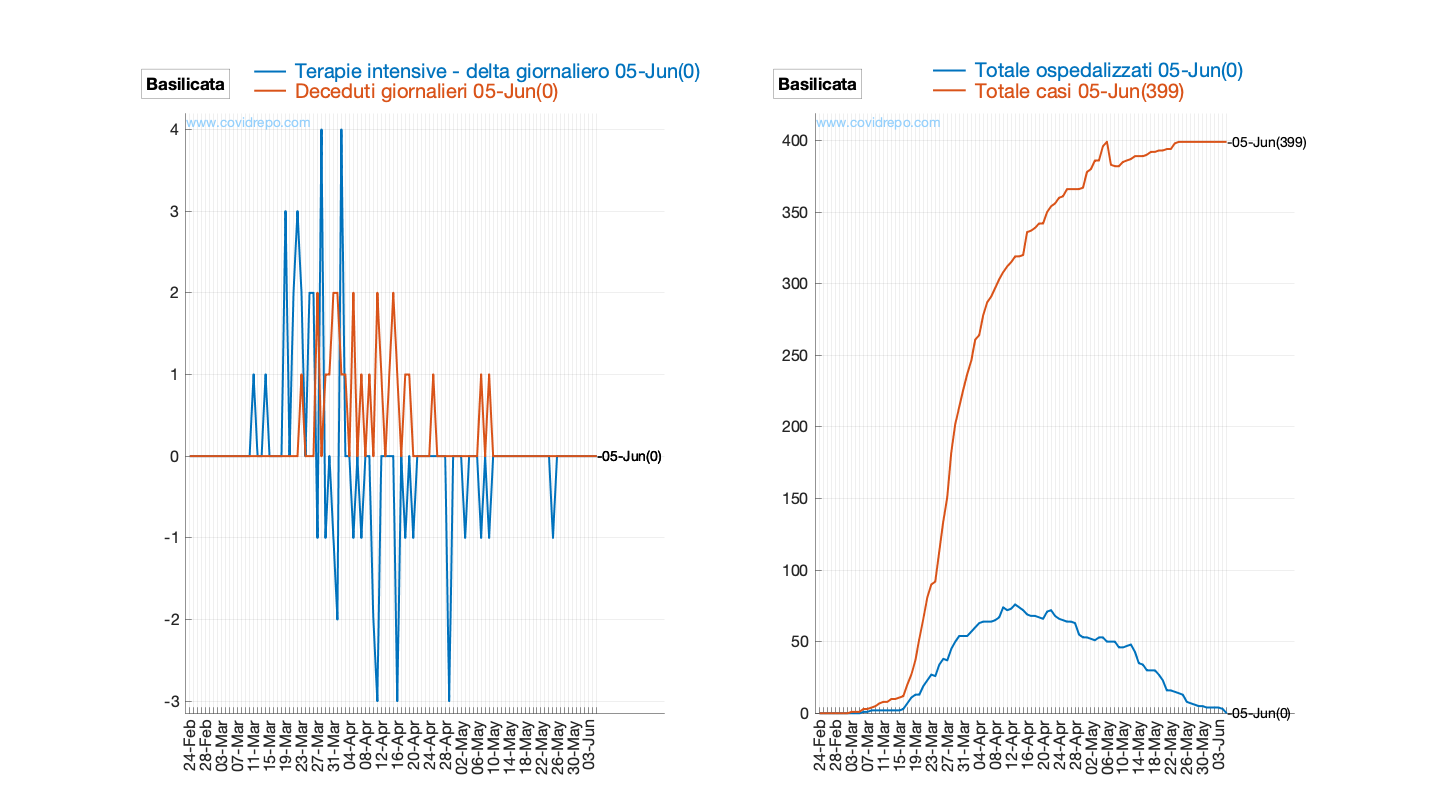 Basilicata
Terapie intensive - delta giornaliero 05-Jun(0)
Deceduti giornalieri 05-Jun(0)
www.covidrepo.com
4
3
2
1
0
-1
-2
-3
-05-Jun(0)
24-Feb
28-Feb
03-Mar
07-Mar
11-Mar
15-Mar
19-Mar
23-Mar
27-Mar
31-Mar
04-Apr
08-Apr
12-Apr
16-Apr
20-Apr
24-Apr
28-Apr
02-May
06-May
10-May
14-May
18-May
22-May
26-May
30-May
03-Jun
Basilicata
Totale ospedalizzati 05-Jun(0)
Totale casi 05-Jun(399)
www.covidrepo.com
400
350
300
250
200
150
100
50
0
-05-Jun(399)
-05-Jun(0)
24-Feb
28-Feb
03-Mar
07-Mar
11-Mar
15-Mar
19-Mar
23-Mar
27-Mar
31-Mar
04-Apr
08-Apr
12-Apr
16-Apr
20-Apr
24-Apr
28-Apr
02-May
06-May
10-May
14-May
18-May
22-May
26-May
30-May
03-Jun